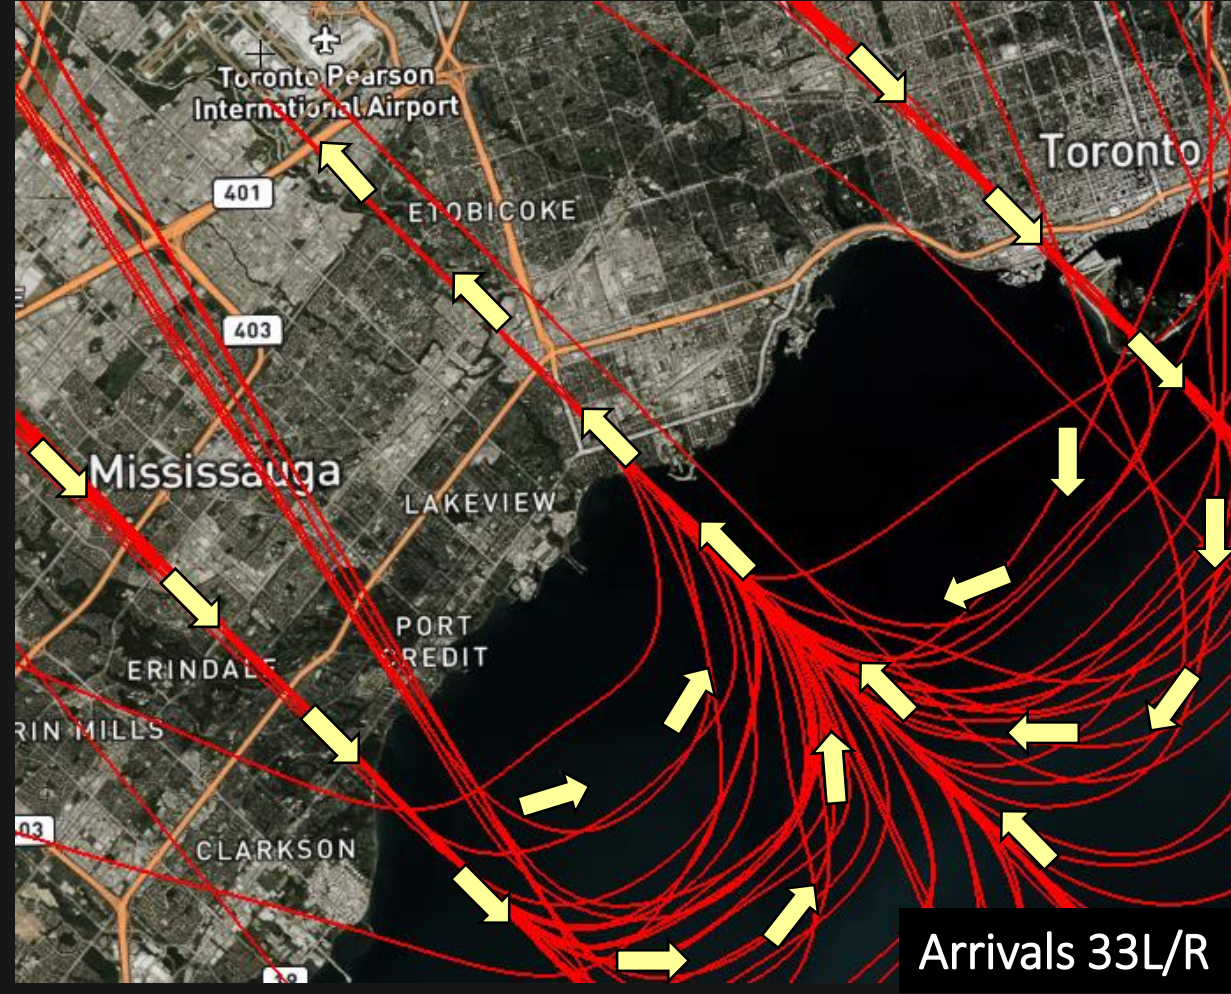 Toronto Pearson
International Airport
Toronto
401
ETOBICOKE
403
Mississauga
LAKEVIEW
PORT
CREDIT
ERINDALE
RIN MILLS
03
CLARKSON
Arrivals 33L/R